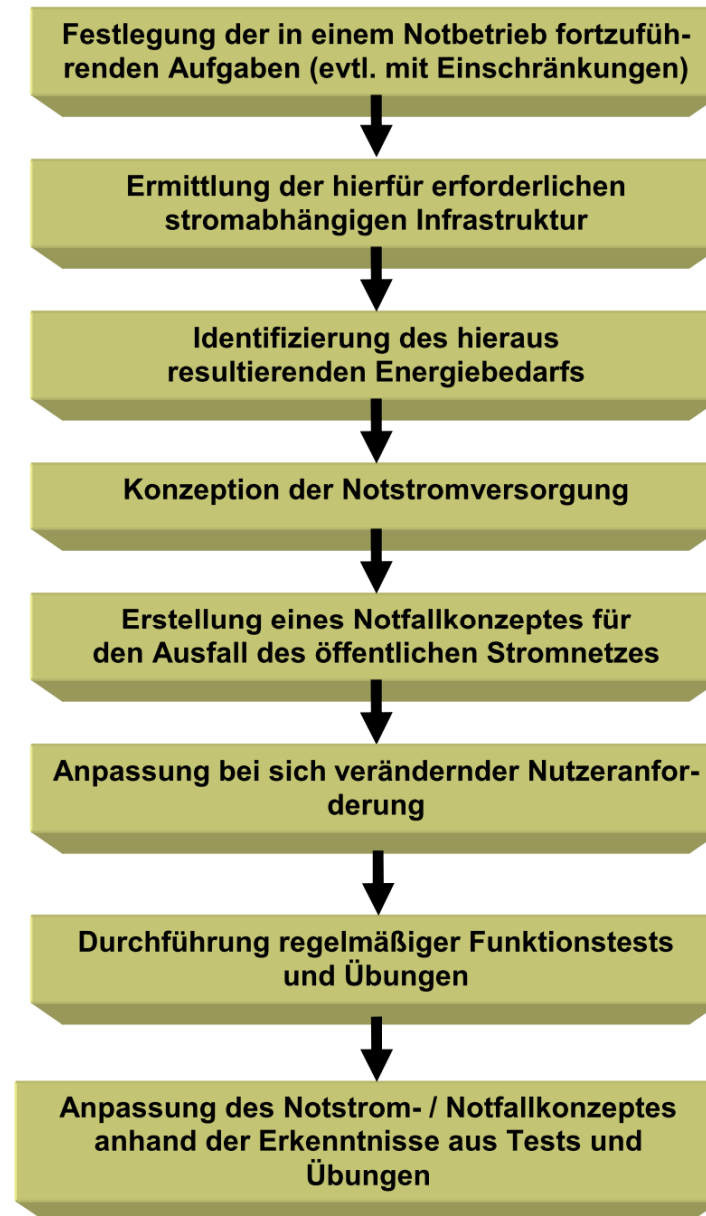 Festlegung der in einem Notbetrieb fortzufüh-
renden Aufgaben (evtl. mit Einschränkungen)
Ermittlung der hierfür erforderlichen
stromabhängigen Infrastruktur
Identifizierung des hieraus
resultierenden Energiebedarfs
Konzeption der Notstromversorgung
Erstellung eines Notfallkonzeptes für
den Ausfall des öffentlichen Stromnetzes
Anpassung bei sich verändernder Nutzeranfor-
derung
Durchführung regelmäßiger Funktionstests
und Übungen
Anpassung des Notstrom- / Notfallkonzeptes
anhand der Erkenntnisse aus Tests und
Übungen